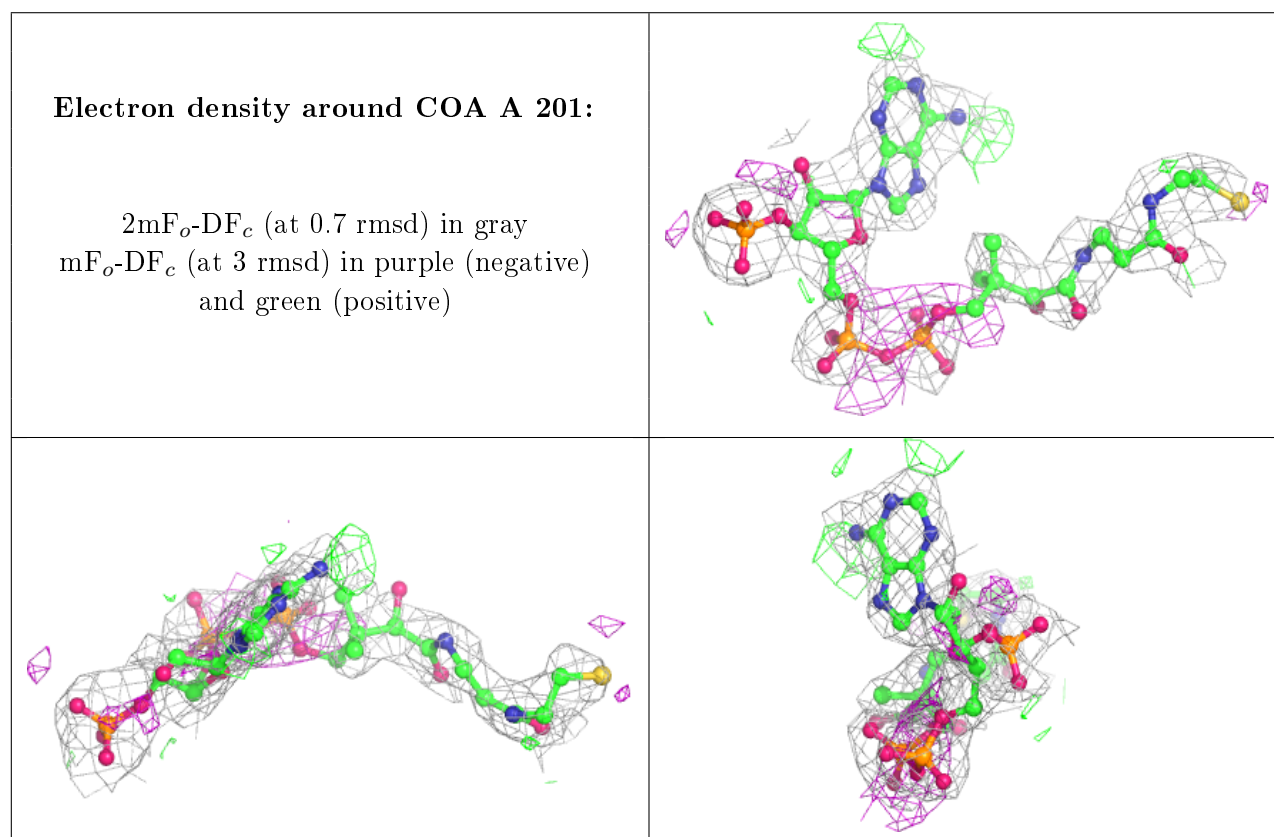 Electron density around COA A 201:
2mFo-DFc (at 0.7 rmsd) in gray
mFo-DFc (at 3 rmsd) in purple (negative)
and green (positive)